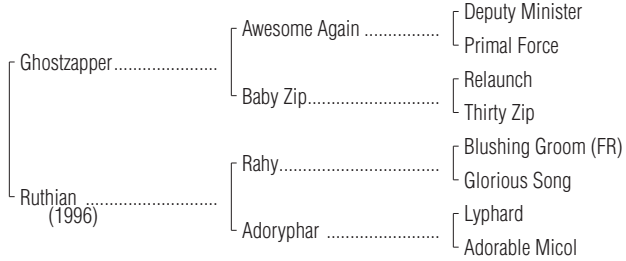 Deputy Minister
Awesome Again ..................
Primal Force
Ghostzapper........................
Relaunch
Baby Zip...............................
Thirty Zip
Blushing Groom (FR)
Rahy.....................................
Glorious Song
Ruthian ..............................
(1996)
Lyphard
Adoryphar ..........................
Adorable Micol